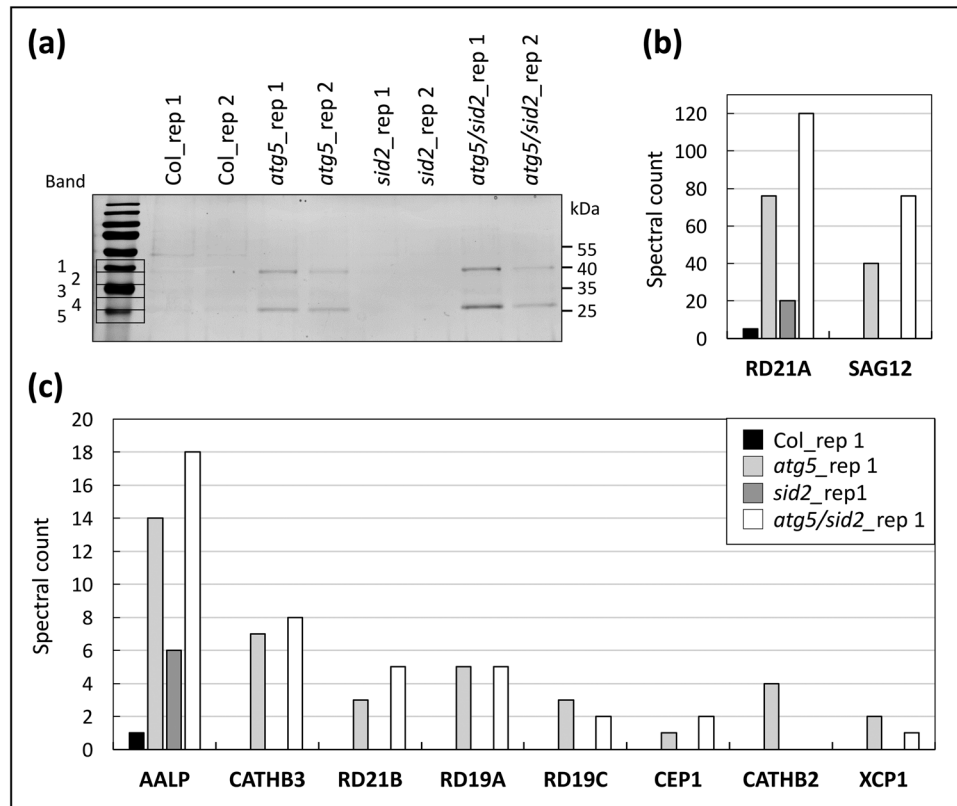 (a)
Col_rep 1
Col_rep 2
atg5_rep 1
atg5_rep 2
sid2_rep 1
sid2_rep 2
atg5/sid2_rep 1
atg5/sid2_rep 2
Band
kDa
1
2
3
4
5
55
40
35
25
(b)
Spectral count
120
100
80
60
40
20
0
RD21A SAG12
(c)
Spectral count
20
18
16
14
12
10
8
6
4
2
0
Col_rep 1
atg5_rep 1
sid2_rep1
atg5/sid2_rep 1
AALP CATHB3 RD21B RD19A RD19C CEP1 CATHB2 XCP1